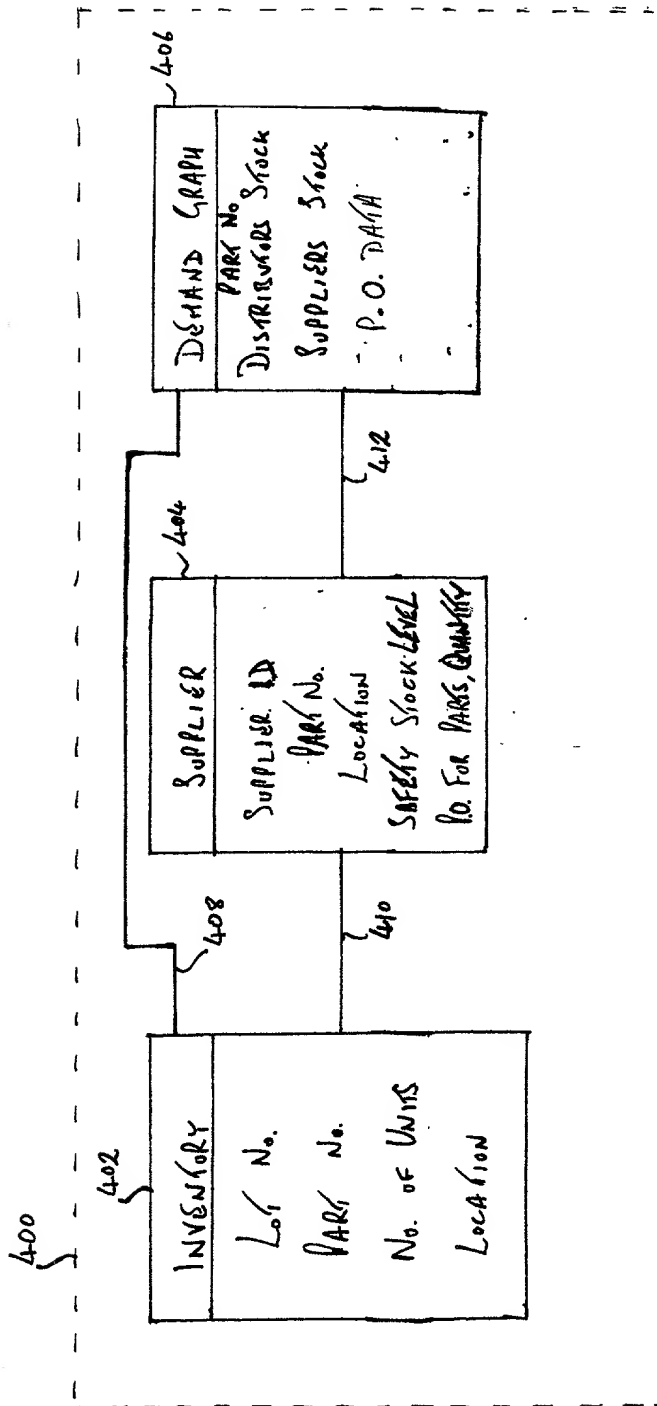 400
402
INVENTORY
LOT NO.
PART NO.
NO. OF UNITS
LOCATION
408
410
404
SUPPLIER
SUPPLIER ID
PART NO.
LOCATION
SAFETY STOCK LEVEL
P.O. FOR PARTS, QUANTITY
412
406
DEMAND GRAPH
PART NO.
DISTRIBUTORS STOCK
SUPPLIERS STOCK
P.O. DATA